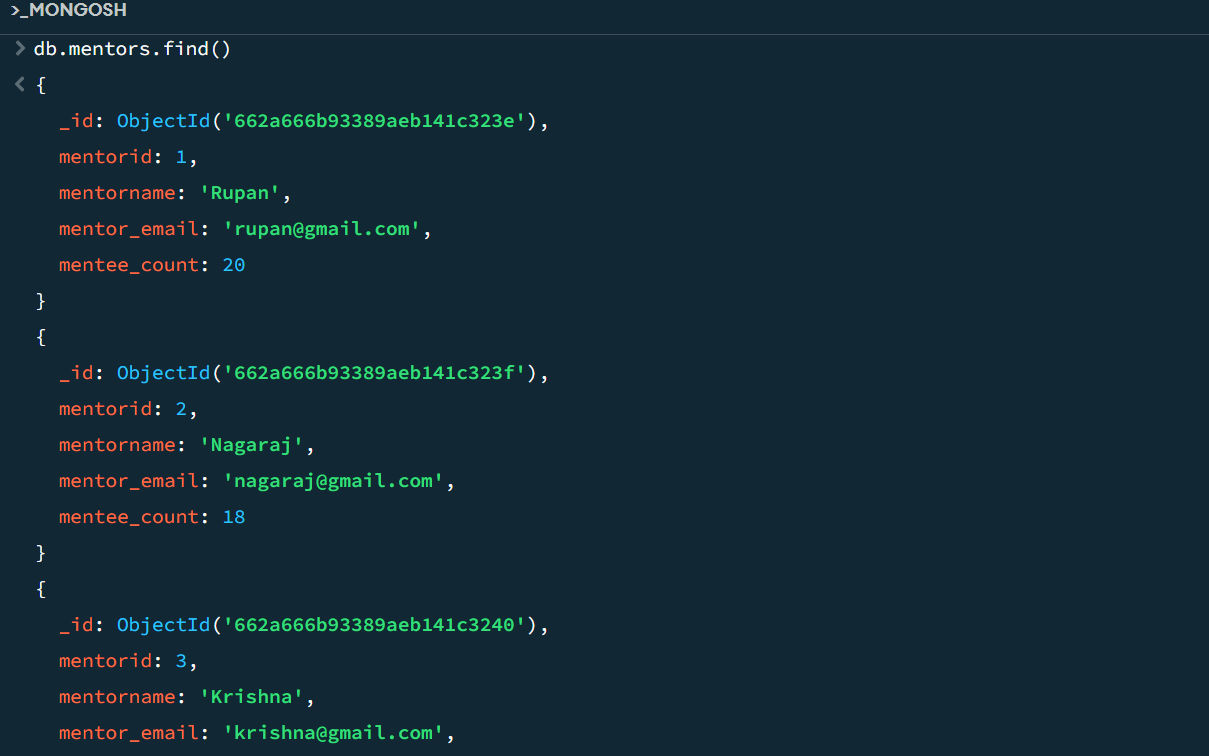 >_MONGOSH
> db.mentors.find()
< {
_id: ObjectId('662a666b93389aeb141c323e'),
mentorid: 1,
mentorname: 'Rupan',
mentor_email: 'rupan@gmail.com',
mentee_count: 20
}
{
_id: ObjectId('662a666b93389aeb141c323f'),
mentorid: 2,
mentorname: 'Nagaraj',
mentor_email: 'nagaraj@gmail.com',
mentee_count: 18
}
{
_id: ObjectId('662a666b93389aeb141c3240'),
mentorid: 3,
mentorname: 'Krishna',
mentor_email: 'krishna@gmail.com',